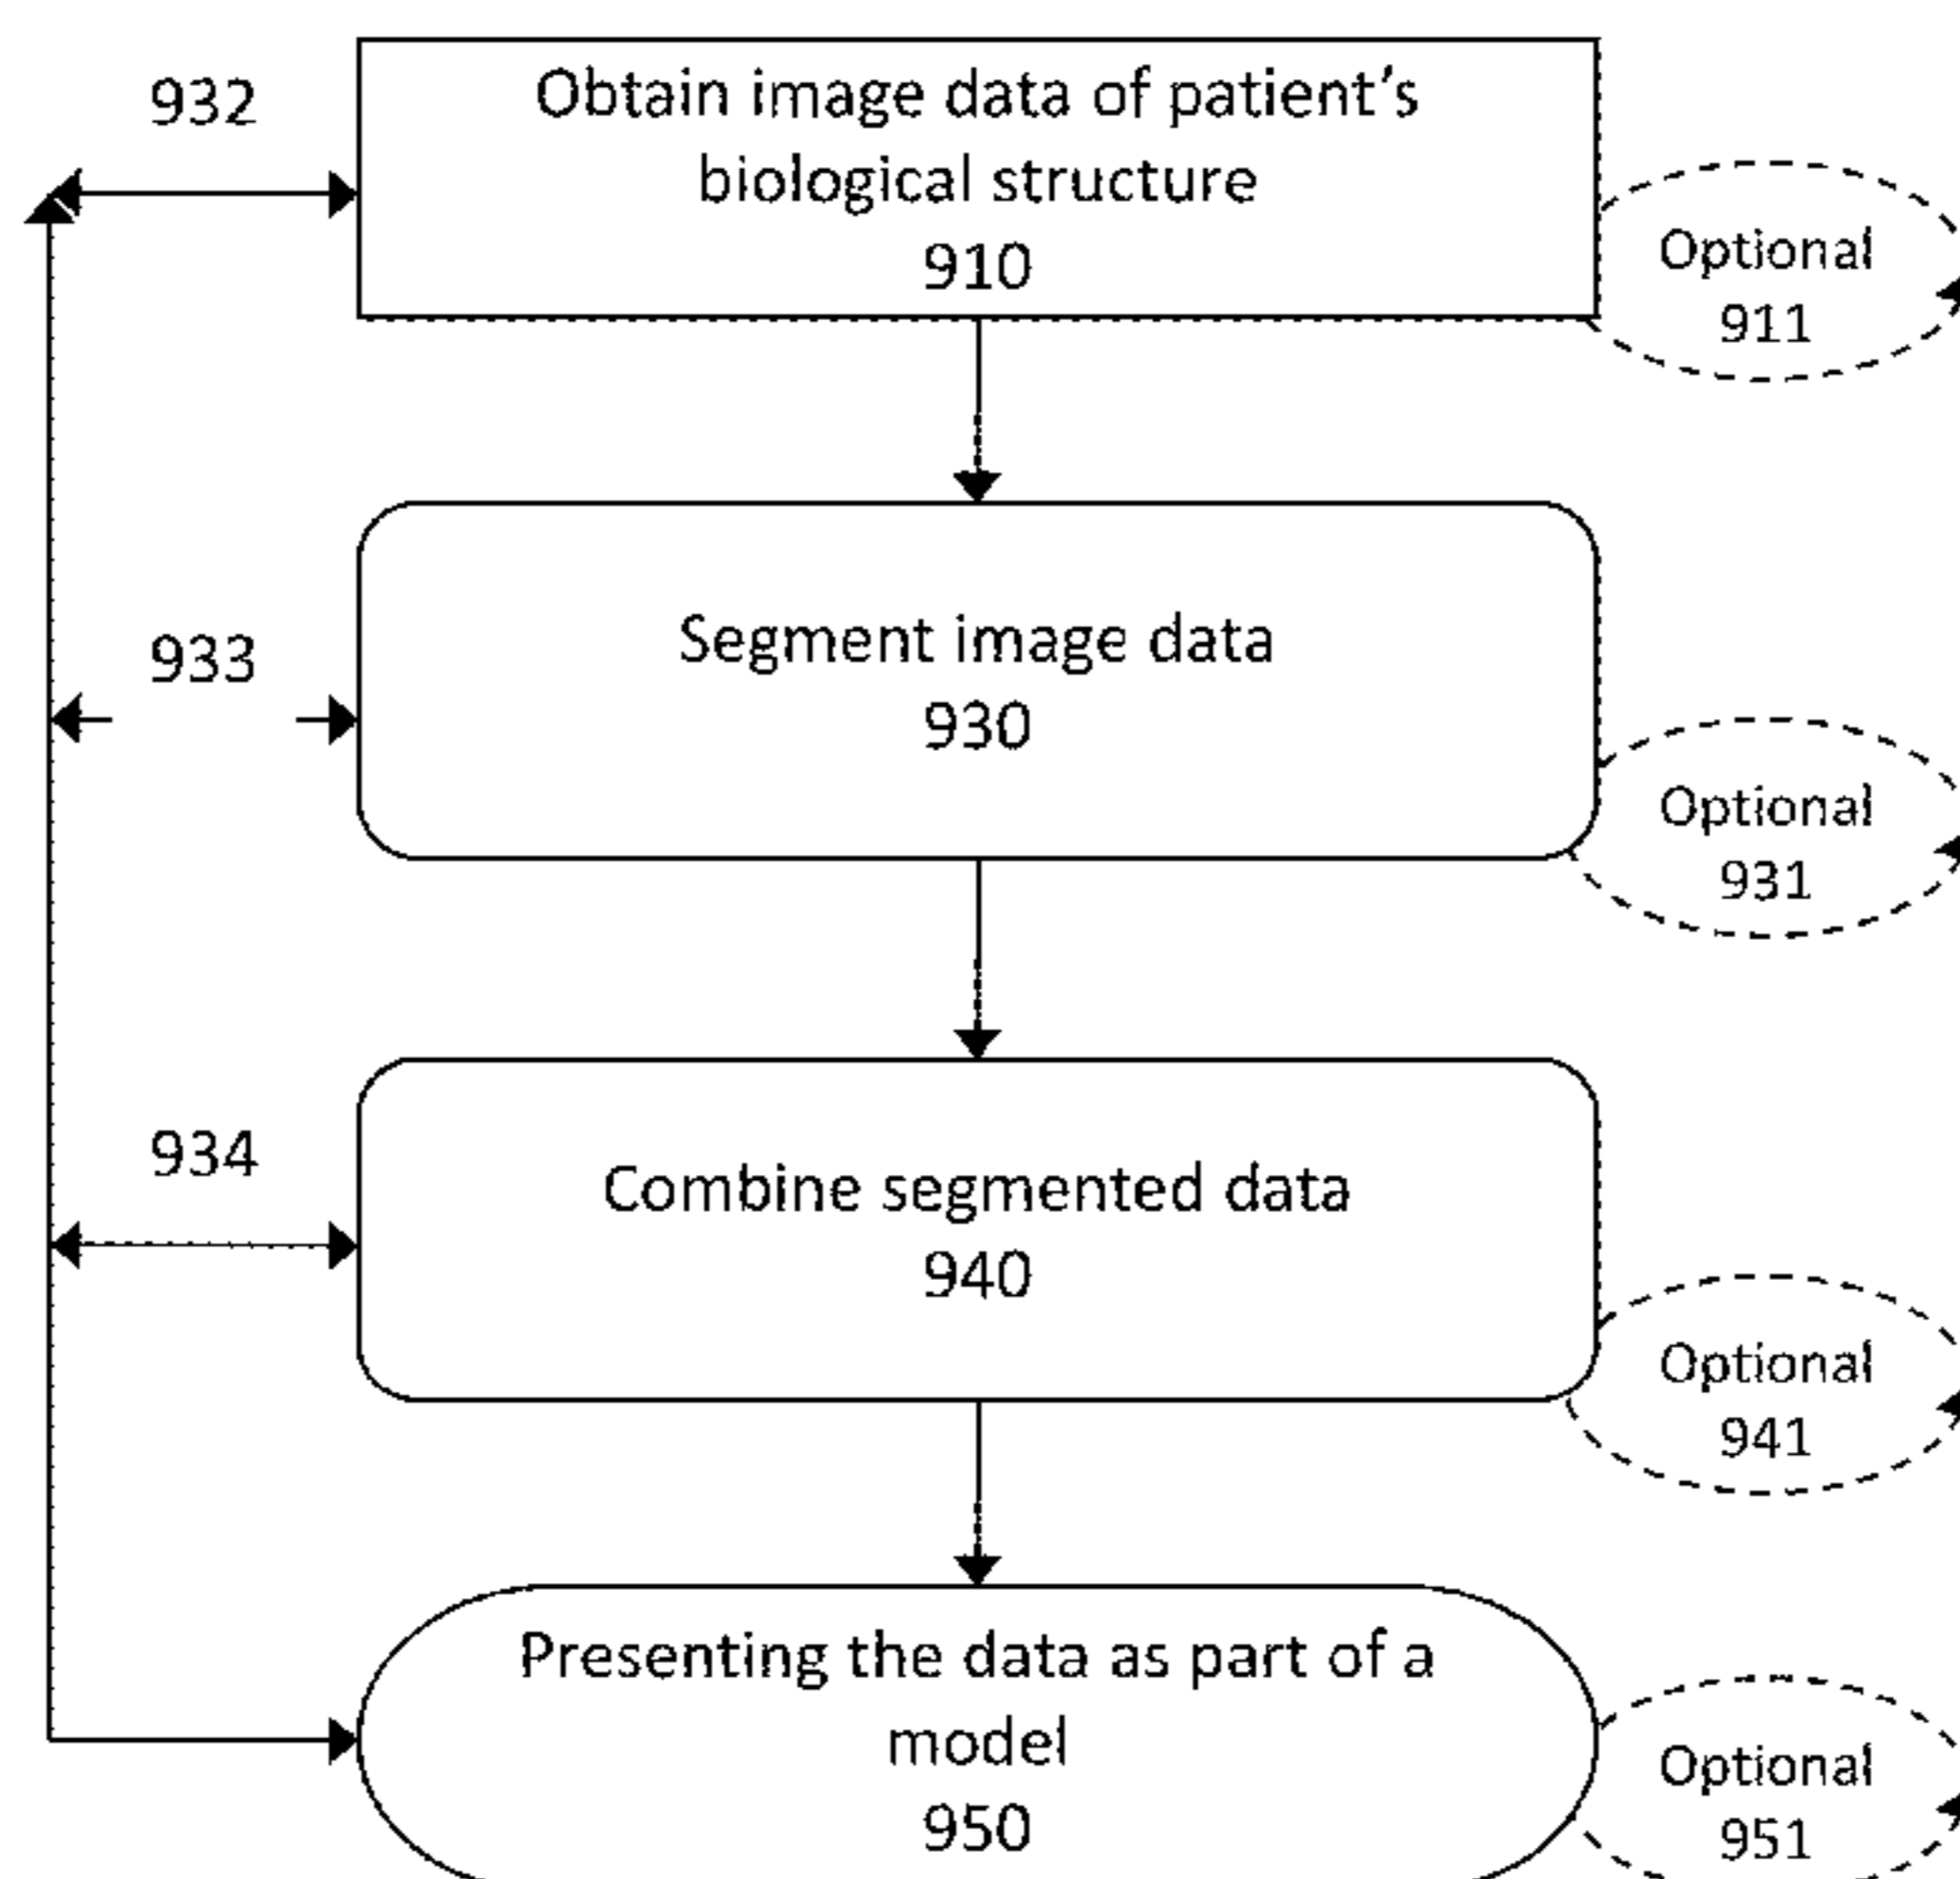 932
Obtain image data of patient's
biological structure
910
Optional
911
933
Segment image data
930
Optional
931
934
Combine segmented data
940
Optional
941
Presenting the data as part of a
model
950
Optional
951